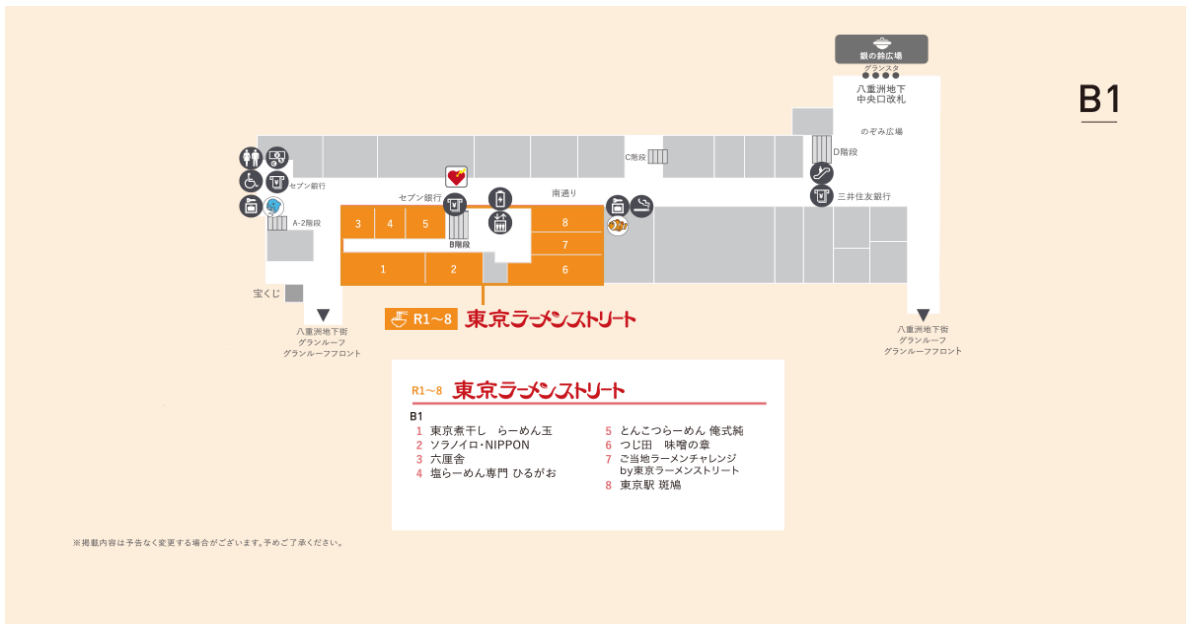 銀の鈴広場
グランスタ
八重洲地下
中央口改札
B1
のぞみ広場
C階段
D階段
セブン銀行
セブン銀行
南通り
三井住友銀行
A-2階段
3
4
5
B階段
8
7
1
2
6
宝くじ
R1～8 東京ラーメンストリート
八重洲地下街
グランルーフ
グランルーフフロント
八重洲地下街
グランルーフ
グランルーフフロント
R1～8 東京ラーメンストリート
B1
1 東京煮干し らーめん玉
2 ソラノイロ・NIPPON
3 六厘舎
4 塩らーめん専門 ひるがお
5 とんこつらーめん 俺式純
6 つじ田 味噌の章
7 ご当地ラーメンチャレンジ
by東京ラーメンストリート
8 東京駅 斑鳩
※掲載内容は予告なく変更する場合がございます。予めご了承ください。